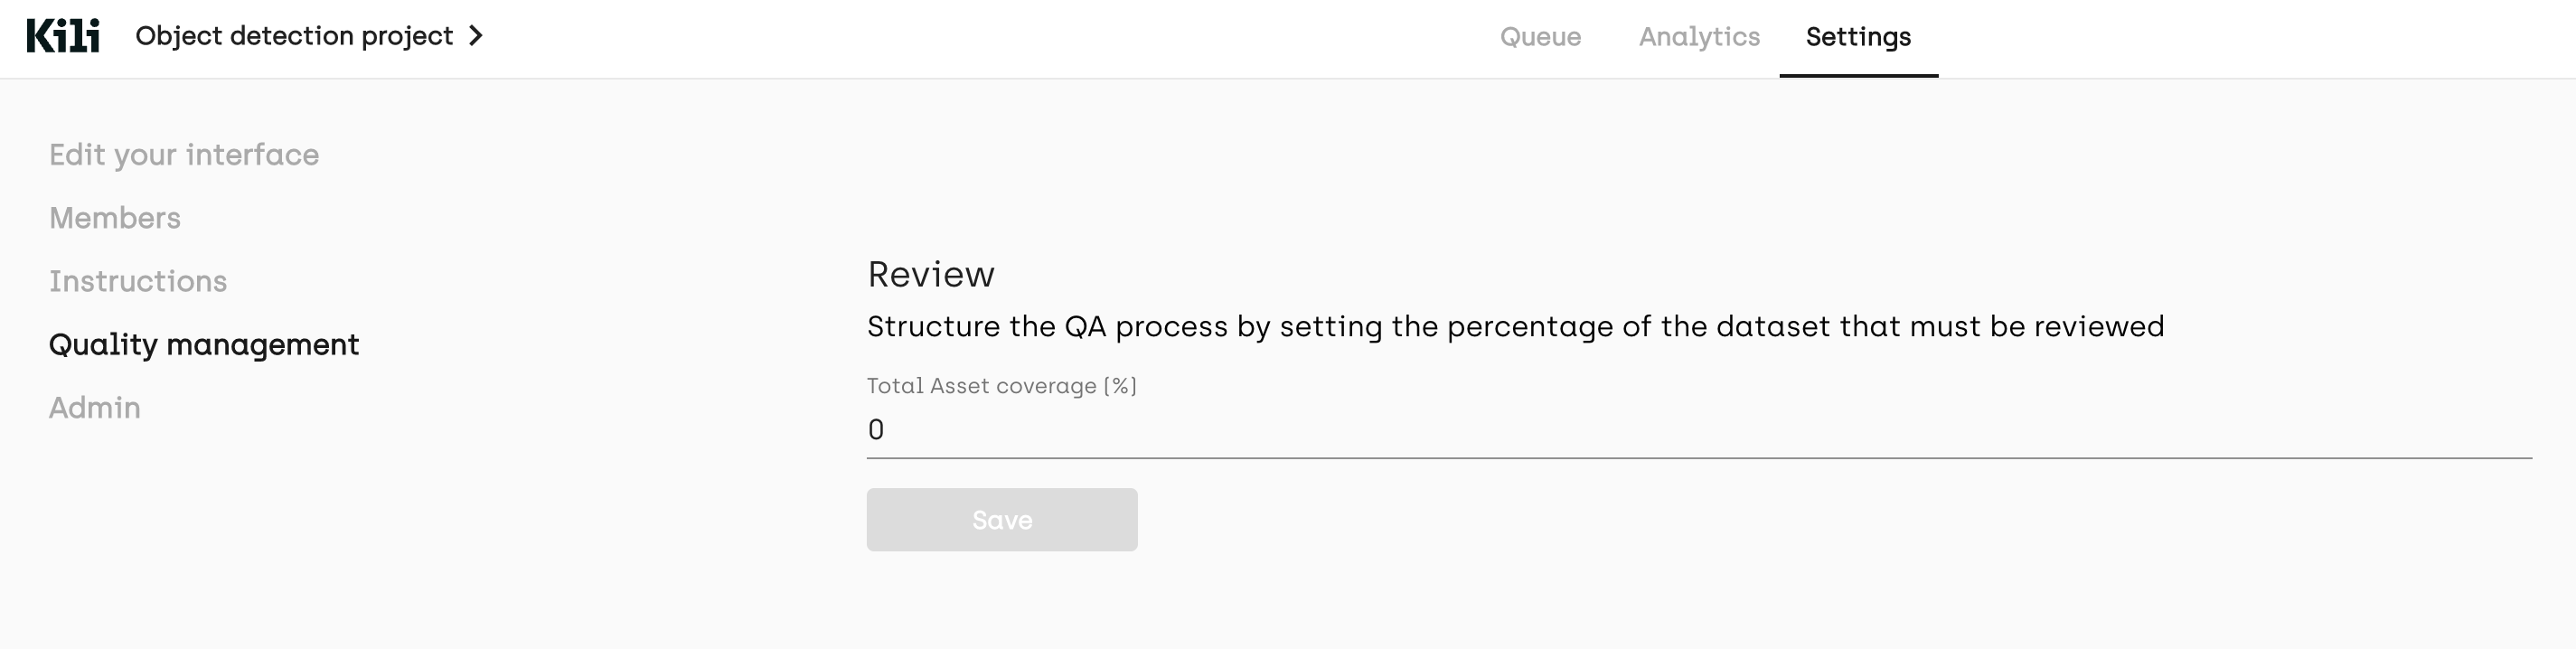 Kili Object detection project Queue Analytics Settings
Edit your interface
Members
Instructions
Quality management
Admin
Review
Structure the QA process by setting the percentage of the dataset that must be reviewed
Total Asset coverage (%)
0
Save